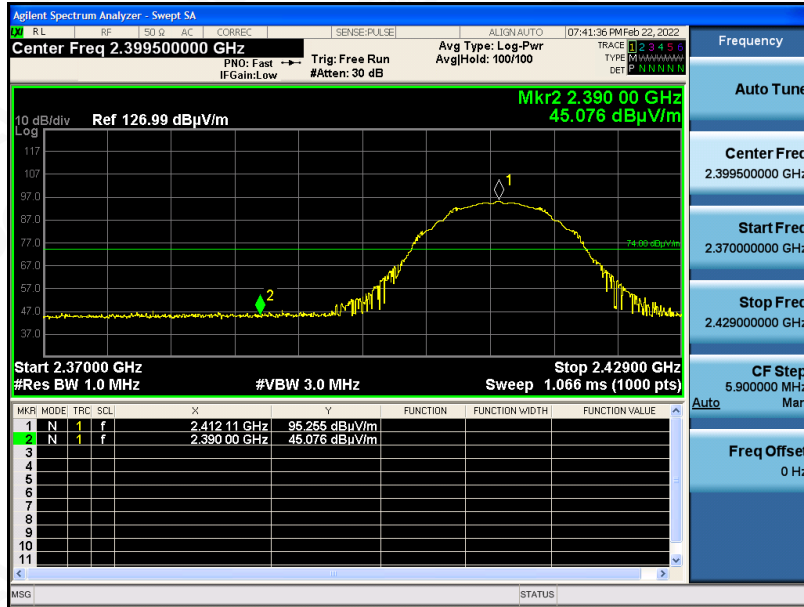 Agilent Spectrum Analyzer - Swept SA
LXI RL RF 50 Ω AC CORREC SENSE:PULSE ALIGN AUTO 07:41:36 PM Feb 22, 2022
Center Freq 2.399500000 GHz
PNO: Fast
IFGain:Low
Trig: Free Run
#Atten: 30 dB
Avg Type: Log-Pwr
Avg|Hold: 100/100
TRACE 1 2 3 4 5 6
TYPE M
DET P N N N N N
Mkr2 2.390 00 GHz
45.076 dBµV/m
10 dB/div Ref 126.99 dBµV/m
Log
117
107
97.0
87.0
77.0
67.0
57.0
47.0
37.0
1
2
74.00 dBµV/m
Start 2.37000 GHz Stop 2.42900 GHz
#Res BW 1.0 MHz #VBW 3.0 MHz Sweep 1.066 ms (1000 pts)
MKR MODE TRC SCL X Y FUNCTION FUNCTION WIDTH FUNCTION VALUE
1 N 1 f 2.412 11 GHz 95.255 dBµV/m
2 N 1 f 2.390 00 GHz 45.076 dBµV/m
3
4
5
6
7
8
9
10
11
MSG STATUS
Frequency
Auto Tune
Center Freq
2.399500000 GHz
Start Freq
2.370000000 GHz
Stop Freq
2.429000000 GHz
CF Step
5.900000 MHz
Auto Man
Freq Offset
0 Hz